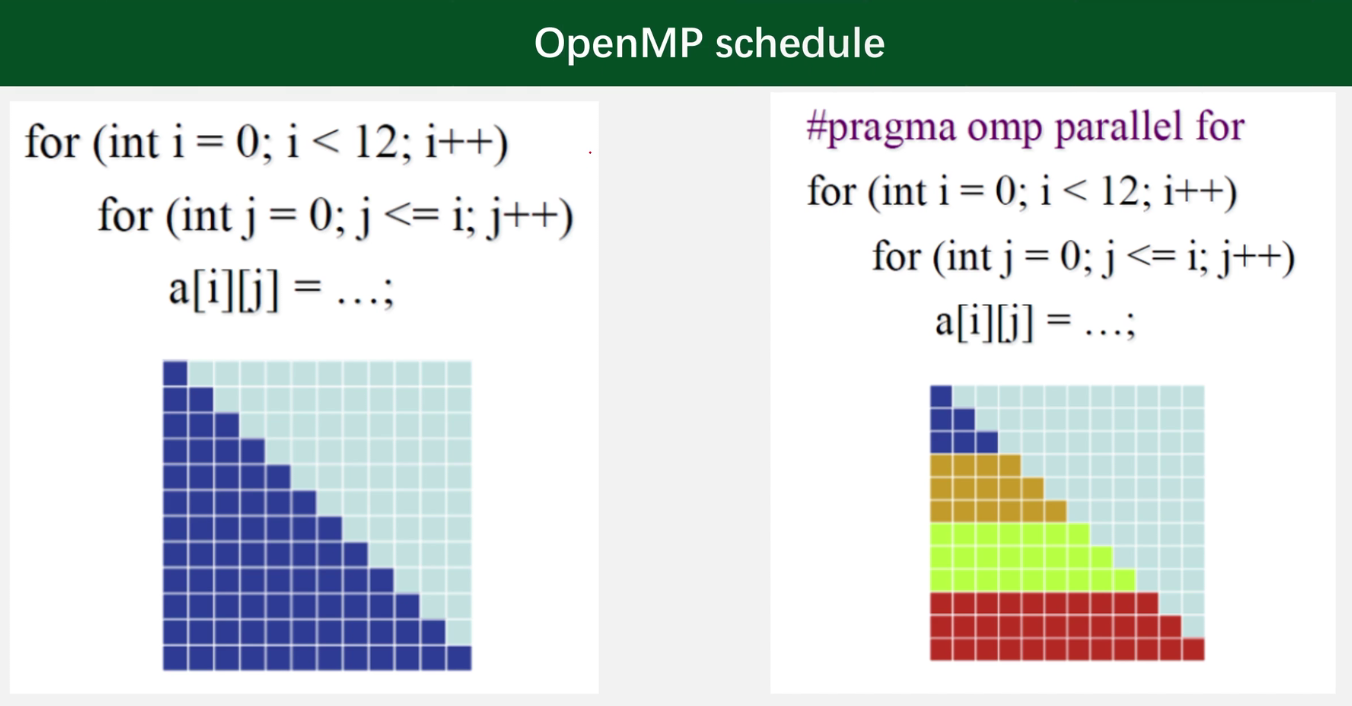 OpenMP schedule
for (int i = 0; i < 12; i++)
for (int j = 0; j <= i; j++)
a[i][j] = …;
#pragma omp parallel for
for (int i = 0; i < 12; i++)
for (int j = 0; j <= i; j++)
a[i][j] = …;